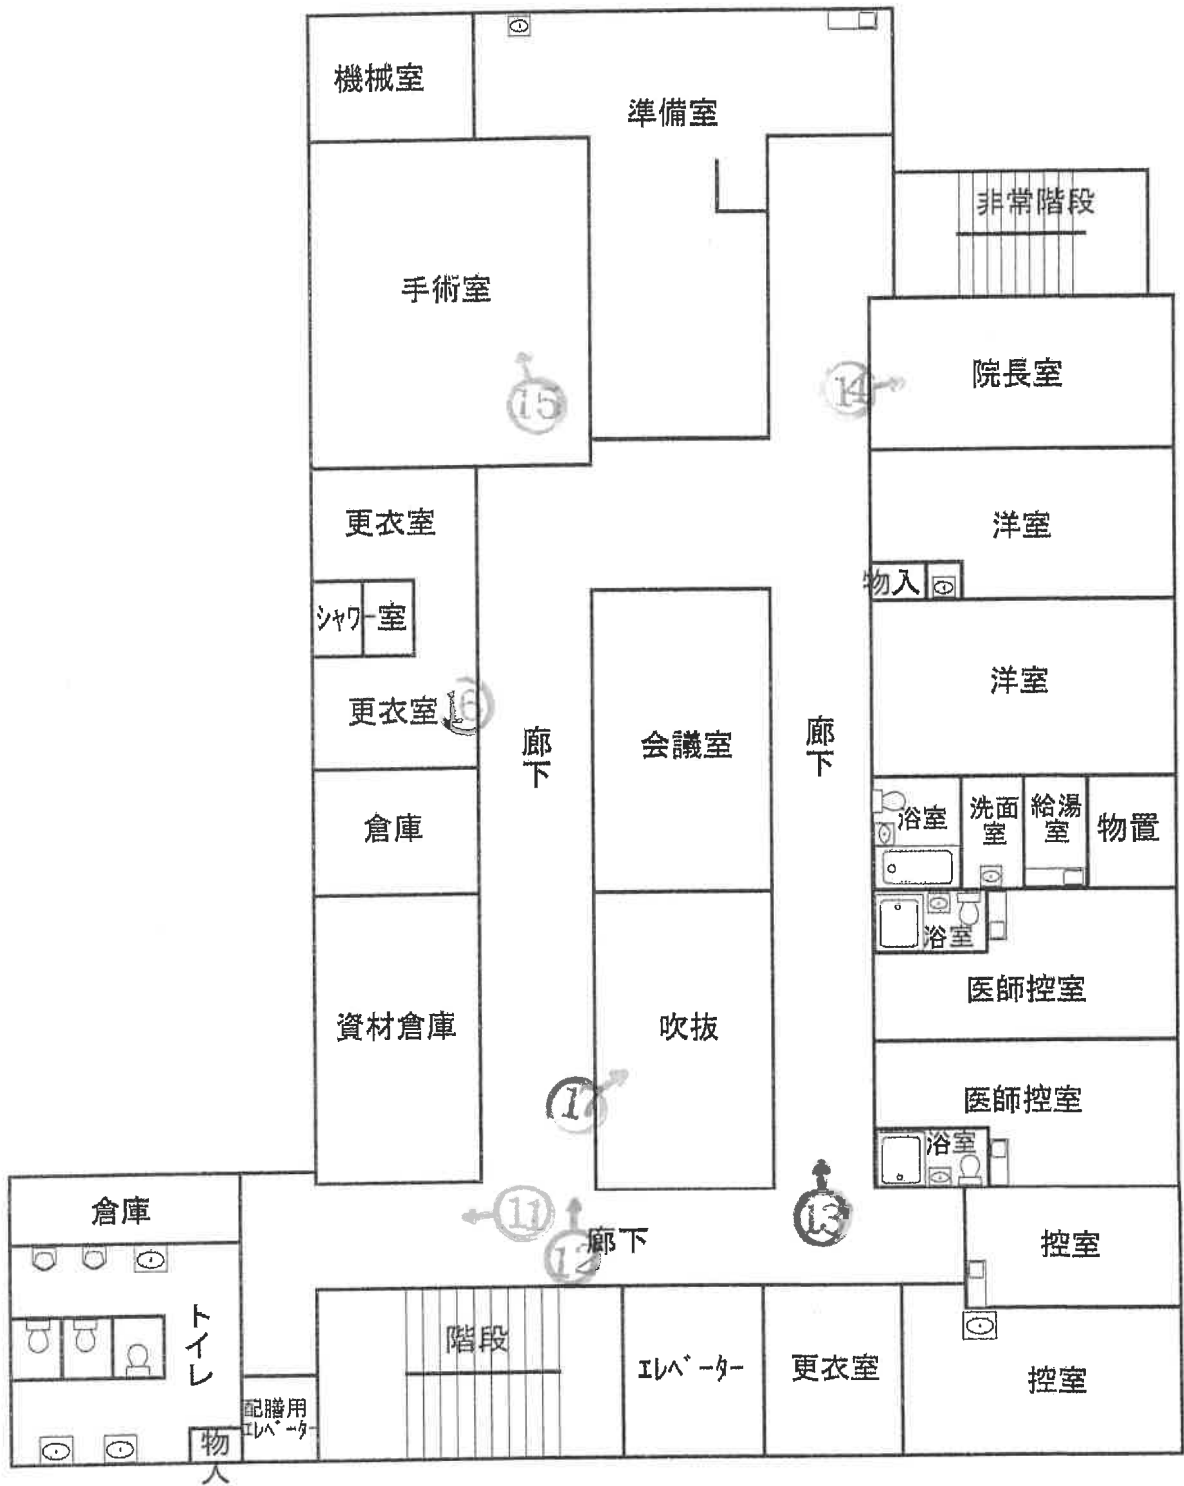 機械室
準備室
非常階段
手術室
院長室
14
15
更衣室
洋室
物入
シャワー室
洋室
更衣室
廊下
会議室
廊下
倉庫
浴室
洗面室
給湯室
物置
浴室
医師控室
資材倉庫
吹抜
医師控室
17
浴室
倉庫
11
13
12
廊下
控室
トイレ
階段
エレベーター
更衣室
控室
配膳用
エレベーター
物入